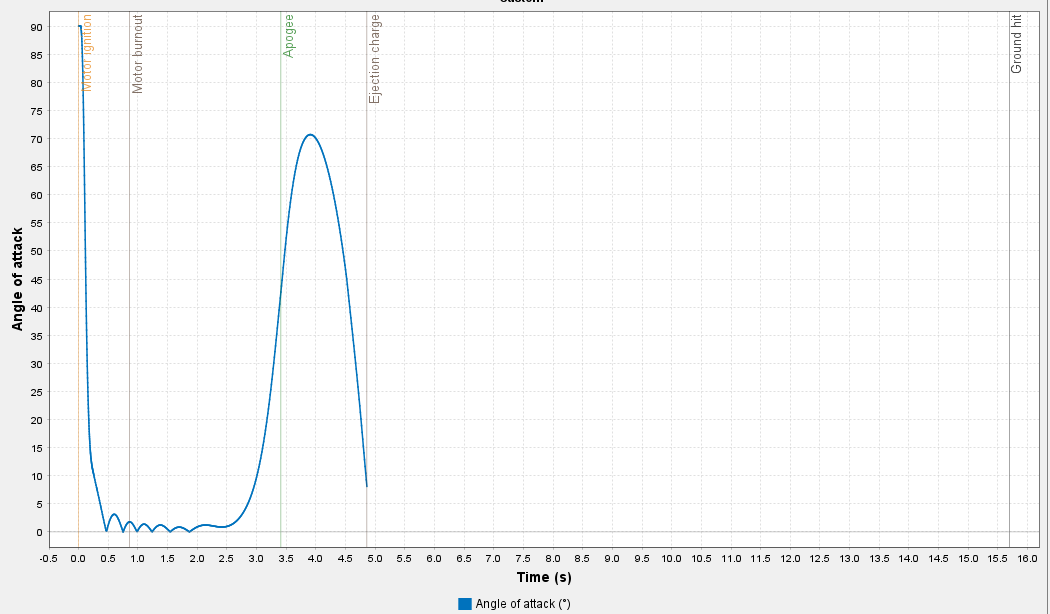 Custom
90
85
80
75
70
65
60
55
50
45
40
35
30
25
20
15
10
5
0
Angle of attack
Motor ignition
Motor burnout
Apogee
Ejection charge
Ground hit
-0.5 0.0 0.5 1.0 1.5 2.0 2.5 3.0 3.5 4.0 4.5 5.0 5.5 6.0 6.5 7.0 7.5 8.0 8.5 9.0 9.5 10.0 10.5 11.0 11.5 12.0 12.5 13.0 13.5 14.0 14.5 15.0 15.5 16.0
Time (s)
Angle of attack (°)